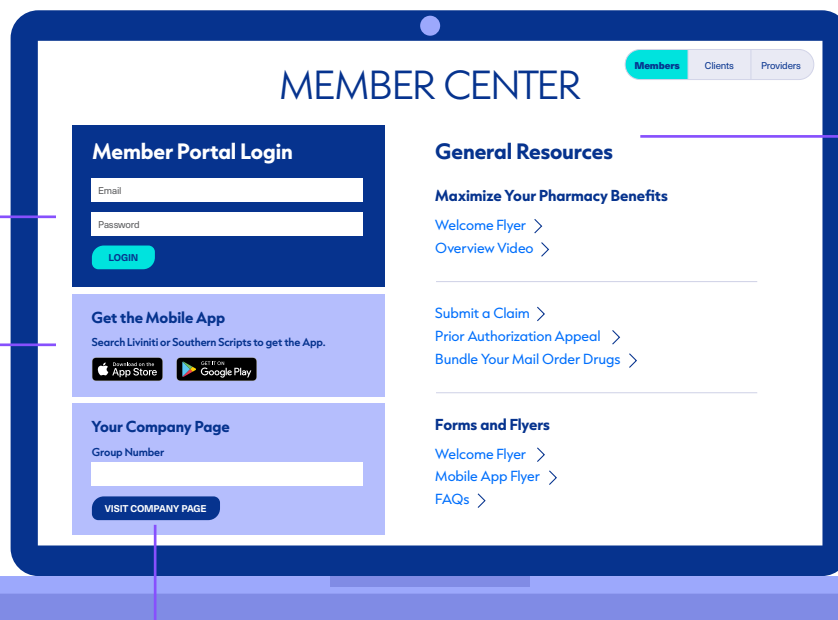 Members
Clients
Providers
MEMBER CENTER
Member Portal Login
Email
Password
LOGIN
Get the Mobile App
Search Liviniti or Southern Scripts to get the App.
Download on the
App Store
GET IT ON
Google Play
Your Company Page
Group Number
VISIT COMPANY PAGE
General Resources
Maximize Your Pharmacy Benefits
Welcome Flyer
Overview Video
Submit a Claim
Prior Authorization Appeal
Bundle Your Mail Order Drugs
Forms and Flyers
Welcome Flyer
Mobile App Flyer
FAQs